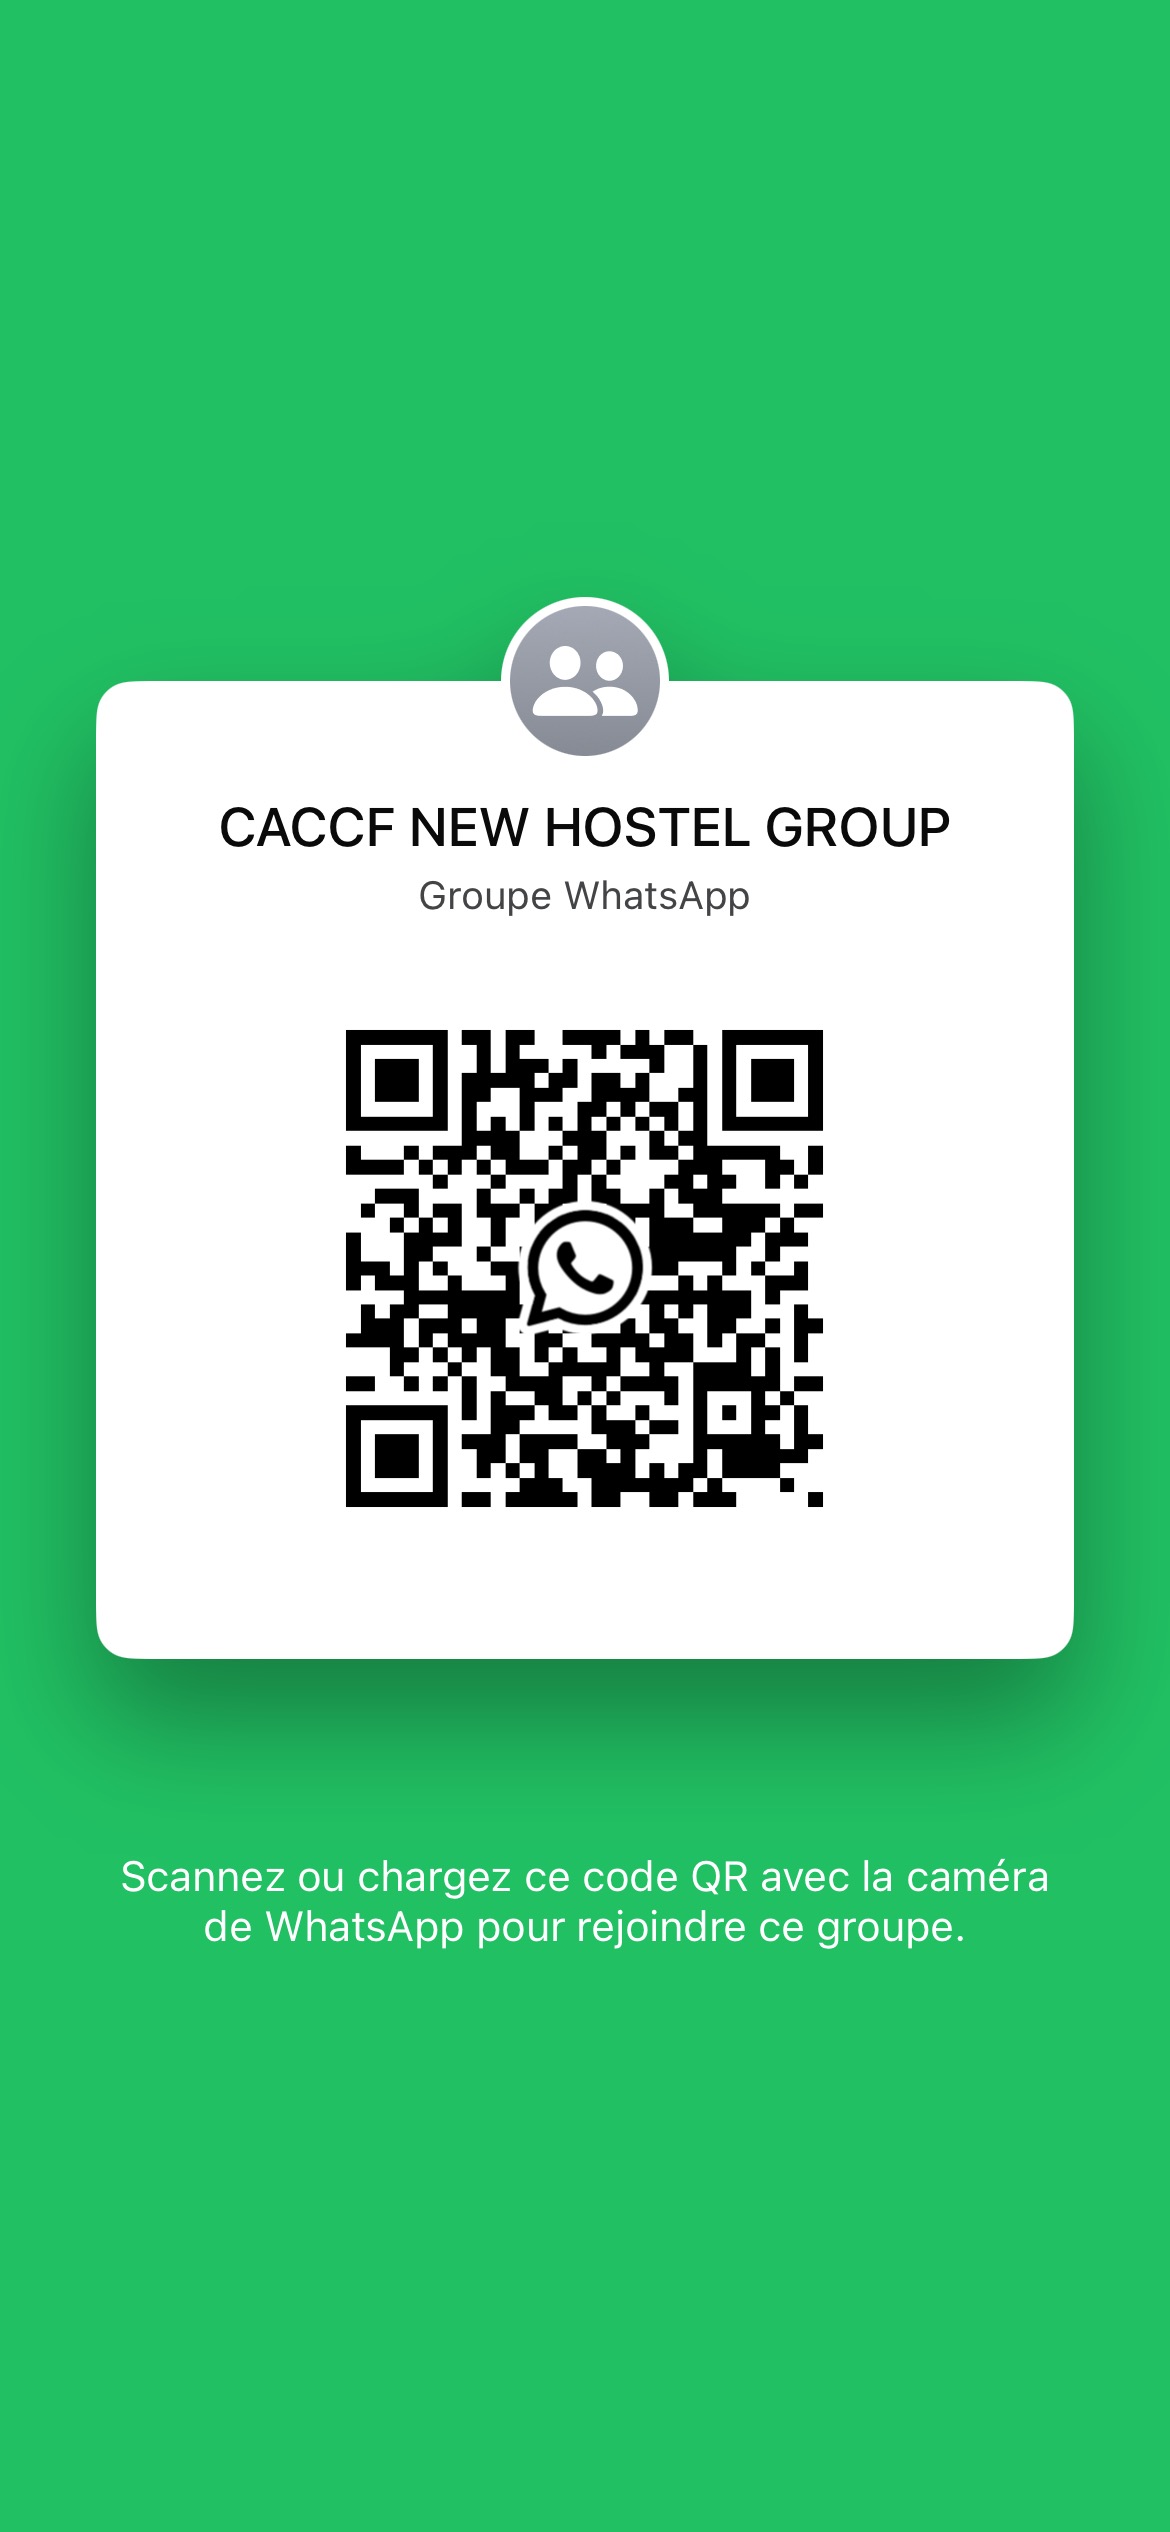 CACCF NEW HOSTEL GROUP
Groupe WhatsApp
Scannez ou chargez ce code QR avec la caméra
de WhatsApp pour rejoindre ce groupe.